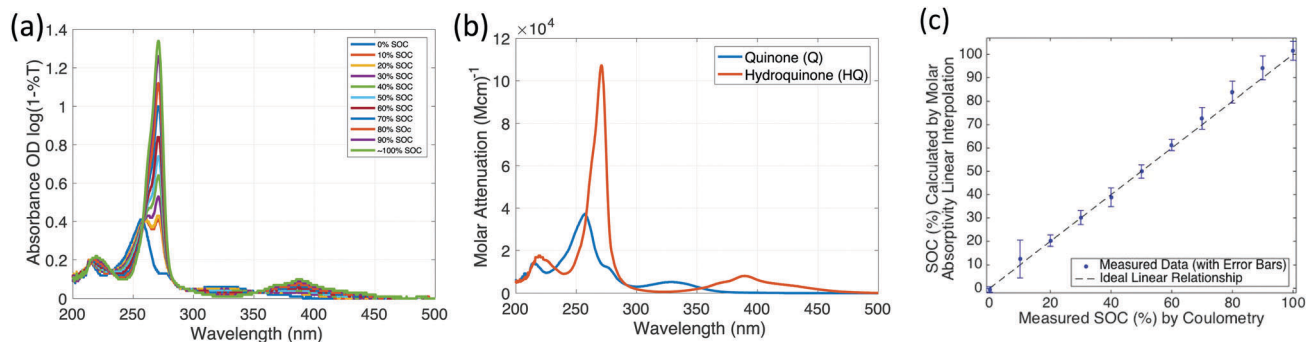 (a)
1.4
1.2
1
0.8
0.6
0.4
0.2
0
Absorbance OD log(1-%T)
0% SOC
10% SOC
20% SOC
30% SOC
40% SOC
50% SOC
60% SOC
70% SOC
80% SOc
90% SOC
~100% SOC
200 250 300 350 400 450 500
Wavelength (nm)
(b)
×10⁴
12
10
8
6
4
2
0
Molar Attenuation (Mcm)⁻¹
Quinone (Q)
Hydroquinone (HQ)
200 250 300 350 400 450 500
Wavelength (nm)
(c)
100
90
80
70
60
50
40
30
20
10
0
SOC (%) Calculated by Molar
Absorptivity Linear Interpolation
Measured Data (with Error Bars)
Ideal Linear Relationship
0 20 40 60 80 100
Measured SOC (%) by Coulometry